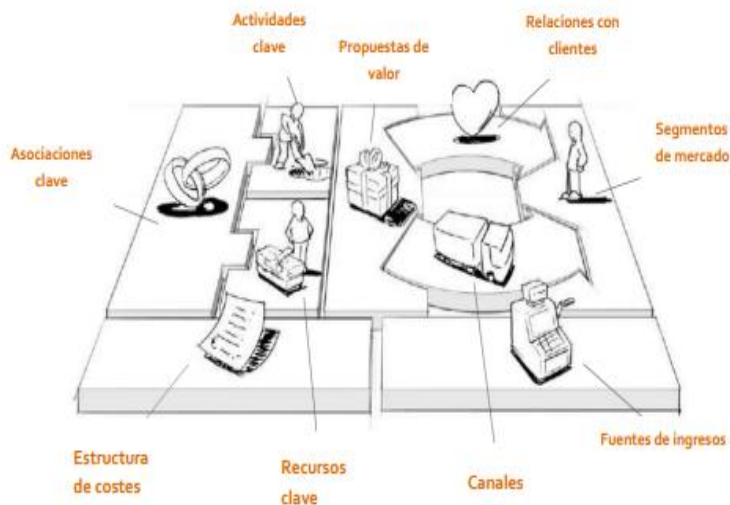 Actividades
clave
Propuestas de
valor
Relaciones con
clientes
Asociaciones
clave
Segmentos
de mercado
Estructura
de costes
Recursos
clave
Canales
Fuentes de ingresos